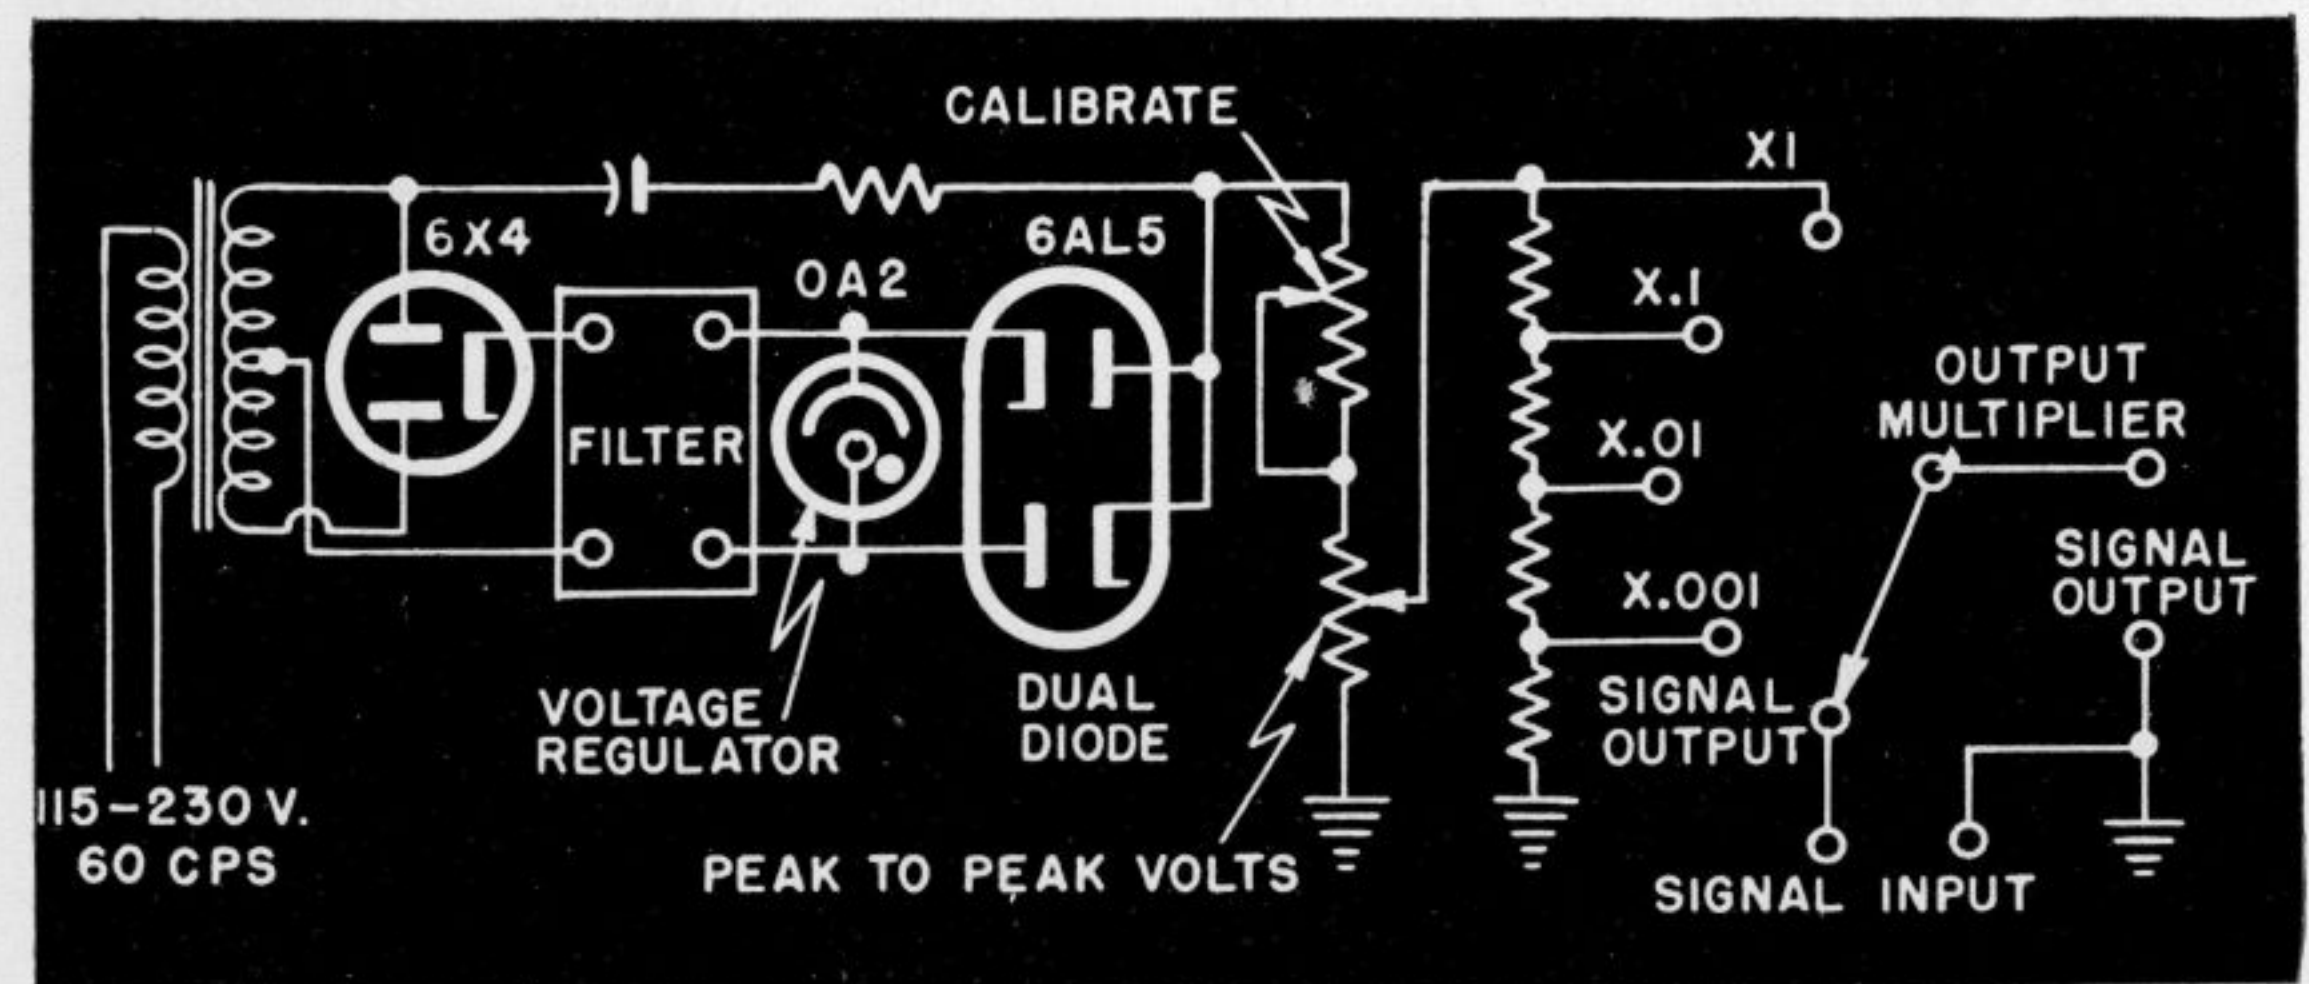 CALIBRATE
X1
6X4
6AL5
0A2
X.1
OUTPUT
MULTIPLIER
FILTER
X.01
SIGNAL
OUTPUT
X.001
VOLTAGE
REGULATOR
DUAL
DIODE
SIGNAL
OUTPUT
115-230 V.
60 CPS
PEAK TO PEAK VOLTS
SIGNAL INPUT